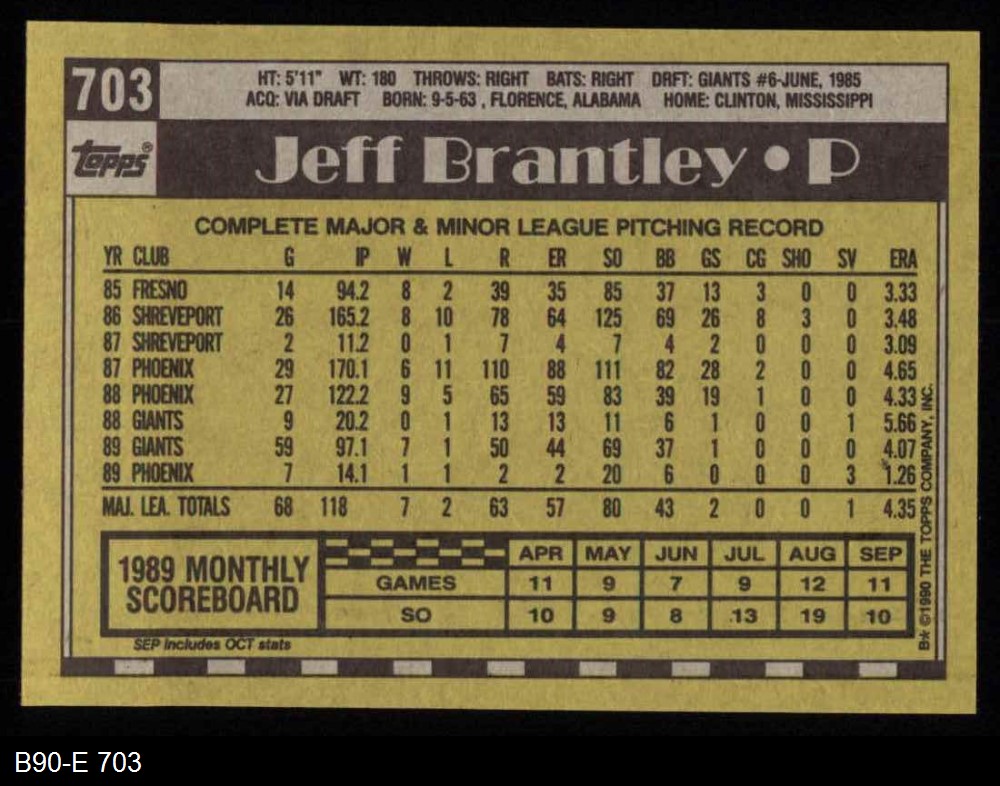 703
HT: 5'11" WT: 180 THROWS: RIGHT BATS: RIGHT DRFT: GIANTS #6-JUNE, 1985
ACQ: VIA DRAFT BORN: 9-5-63 , FLORENCE, ALABAMA HOME: CLINTON, MISSISSIPPI
topps®
Jeff Brantley • P
COMPLETE MAJOR & MINOR LEAGUE PITCHING RECORD
YR CLUB G IP W L R ER SO BB GS CG SHO SV ERA
85 FRESNO 14 94.2 8 2 39 35 85 37 13 3 0 0 3.33
86 SHREVEPORT 26 165.2 8 10 78 64 125 69 26 8 3 0 3.48
87 SHREVEPORT 2 11.2 0 1 7 4 7 4 2 0 0 0 3.09
87 PHOENIX 29 170.1 6 11 110 88 111 82 28 2 0 0 4.65
88 PHOENIX 27 122.2 9 5 65 59 83 39 19 1 0 0 4.33
88 GIANTS 9 20.2 0 1 13 13 11 6 1 0 0 1 5.66
89 GIANTS 59 97.1 7 1 50 44 69 37 1 0 0 0 4.07
89 PHOENIX 7 14.1 1 1 2 2 20 6 0 0 0 3 1.26
MAJ. LEA. TOTALS 68 118 7 2 63 57 80 43 2 0 0 1 4.35
1989 MONTHLY
SCOREBOARD
APR MAY JUN JUL AUG SEP
GAMES 11 9 7 9 12 11
SO 10 9 8 13 19 10
SEP includes OCT stats
B* ©1990 THE TOPPS COMPANY, INC.
B90-E 703